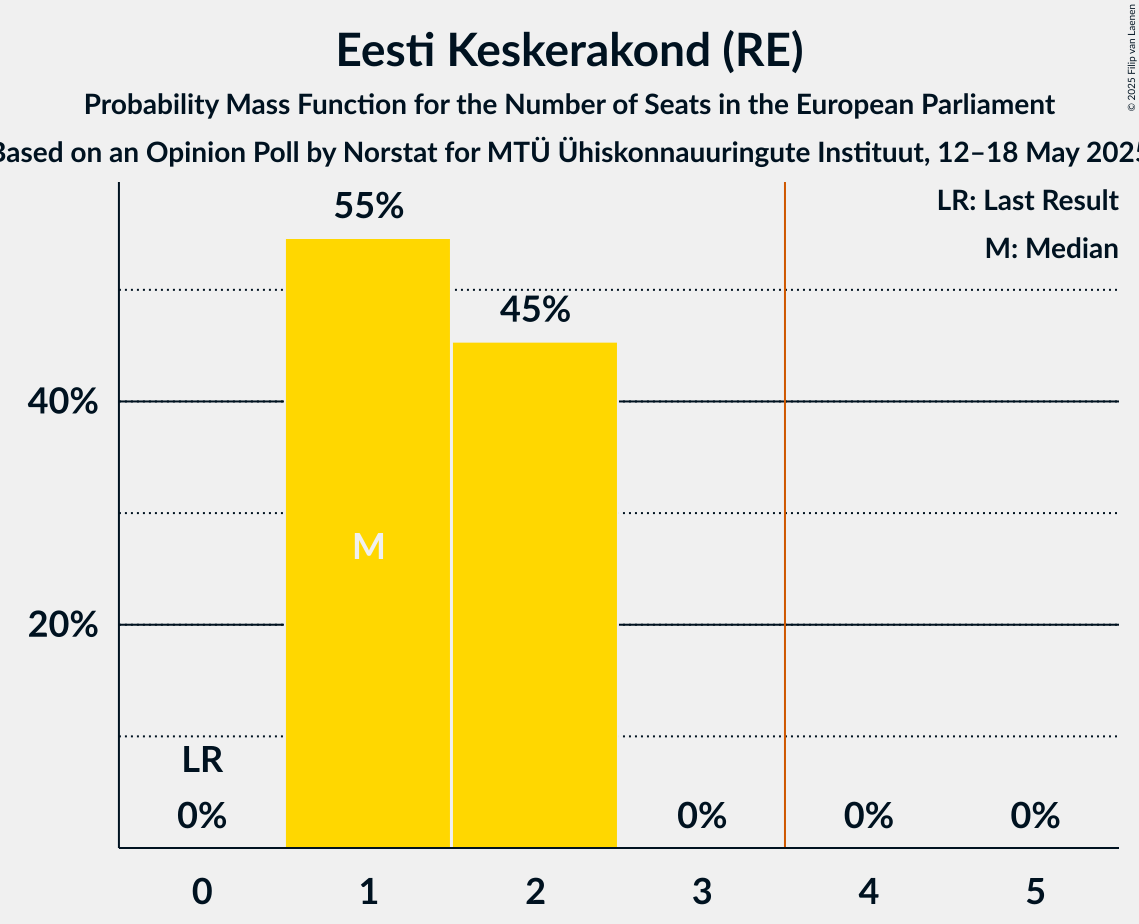 Eesti Keskerakond (RE)
Probability Mass Function for the Number of Seats in the European Parliament
Based on an Opinion Poll by Norstat for MTÜ Ühiskonnauuringute Instituut, 12–18 May 2025
© 2025 Filip van Laenen
LR: Last Result
M: Median
55%
45%
40%
M
20%
LR
0%
0%
0%
0%
0
1
2
3
4
5